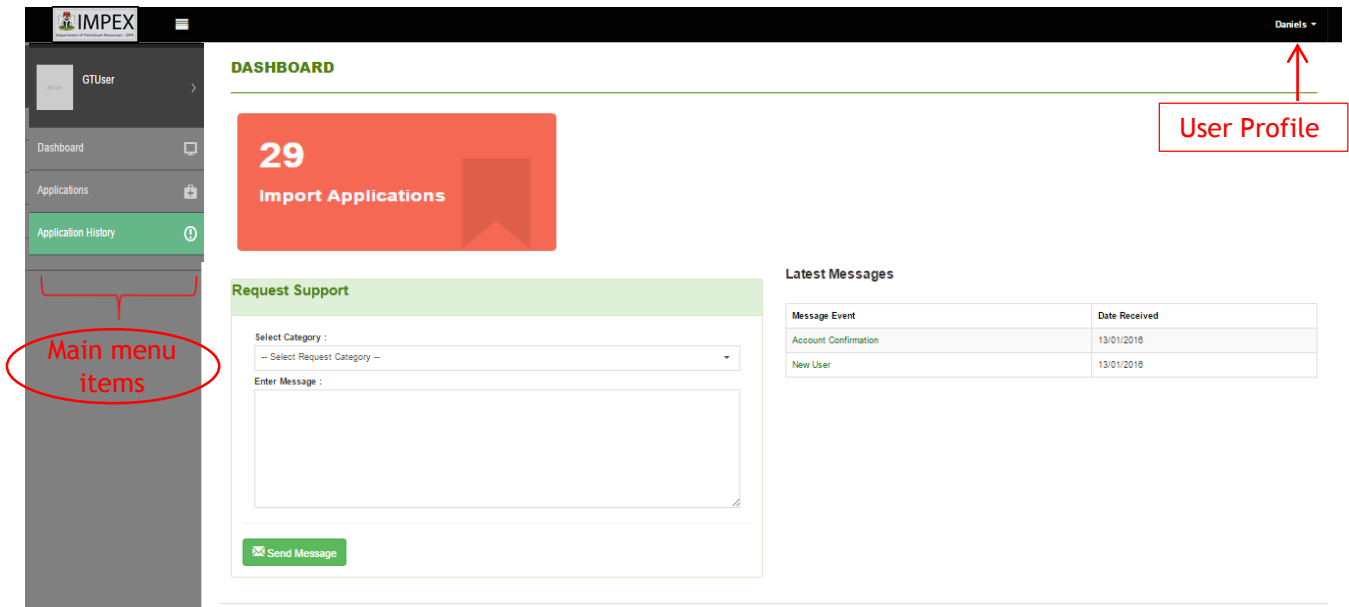 IMPEX
Department of Petroleum Resources - DPR
Daniels
GTUser
Dashboard
Applications
Application History
Main menu
items
DASHBOARD
User Profile
29
Import Applications
Request Support
Select Category :
-- Select Request Category --
Enter Message :
Send Message
Latest Messages
Message Event Date Received
Account Confirmation 13/01/2016
New User 13/01/2016